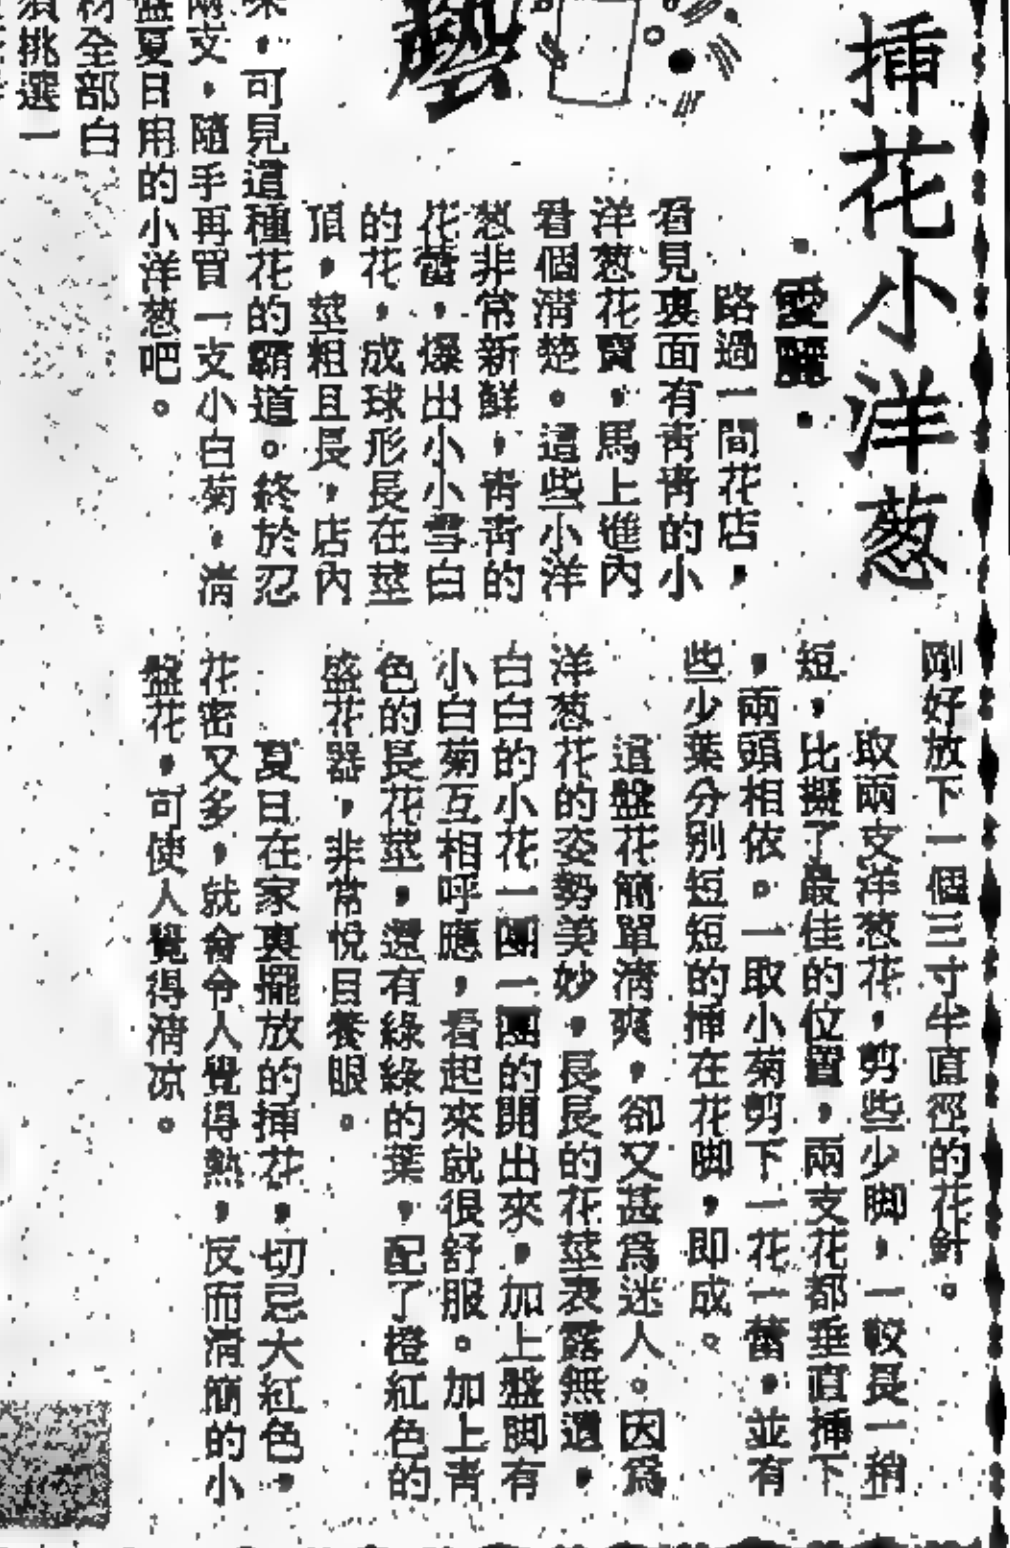 插花小洋葱
•愛麗•
路過一間花店，
看見裏面有青青的小
洋葱花賣，馬上進內
看個清楚。這些小洋
葱非常新鮮，青青的
花蕾，爆出小小雪白
的花，成球形長在莖
頂，莖粗且長，店內
，可見這種花的霸道。終於忍
兩支，隨手再買一支小白菊，清
盛夏日用的小洋葱吧。
材全部白
須挑選一
藝
剛好放下一個三寸半直徑的花針。
取兩支洋葱花，剪些少脚，一較長一稍
短，比擬了最佳的位置，兩支花都垂直插下
，兩頭相依。一取小菊剪下一花一蕾，並有
些少葉分别短短的插在花脚，即成。
這盤花簡單清爽，卻又甚爲迷人。因爲
洋葱花的姿勢美妙，長長的花莖表露無遺，
白白的小花一團一團的開出來，加上盤脚有
小白菊互相呼應，看起來就很舒服。加上青
色的長花莖，還有綠綠的葉，配了橙紅色的
盛花器，非常悅目養眼。
夏日在家裏擺放的插花，切忌大紅色，
花密又多，就會令人覺得熱，反而清簡的小
盤花，可使人覺得清凉。